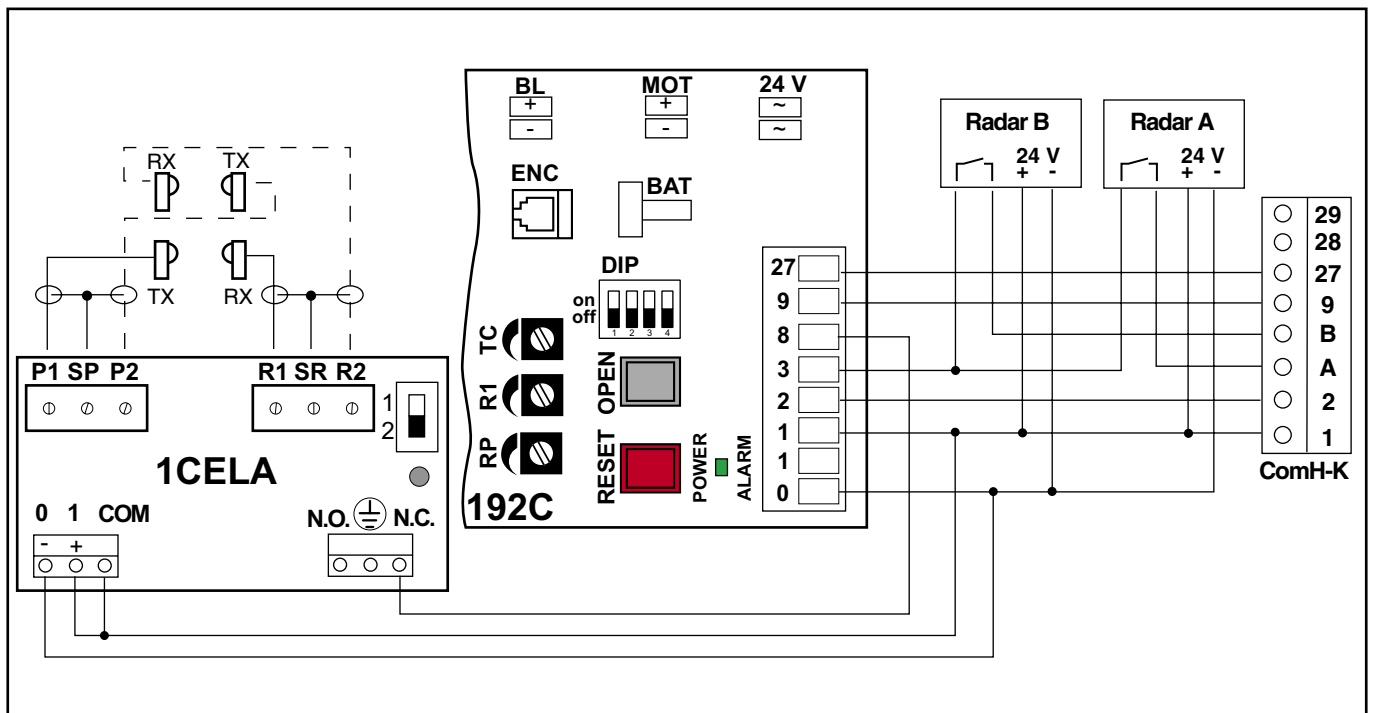 BL
+
-
MOT
+
-
24 V
~
~
Radar B
24 V
+ -
Radar A
24 V
+ -
RX TX
TX RX
ENC
BAT
DIP
on
off
1 2 3 4
TC
R1
RP
OPEN
RESET
POWER
ALARM
192C
27
9
8
3
2
1
1
0
29
28
27
9
B
A
2
1
ComH-K
P1 SP P2
R1 SR R2
1
2
1CELA
0 1 COM
- +
N.O. N.C.